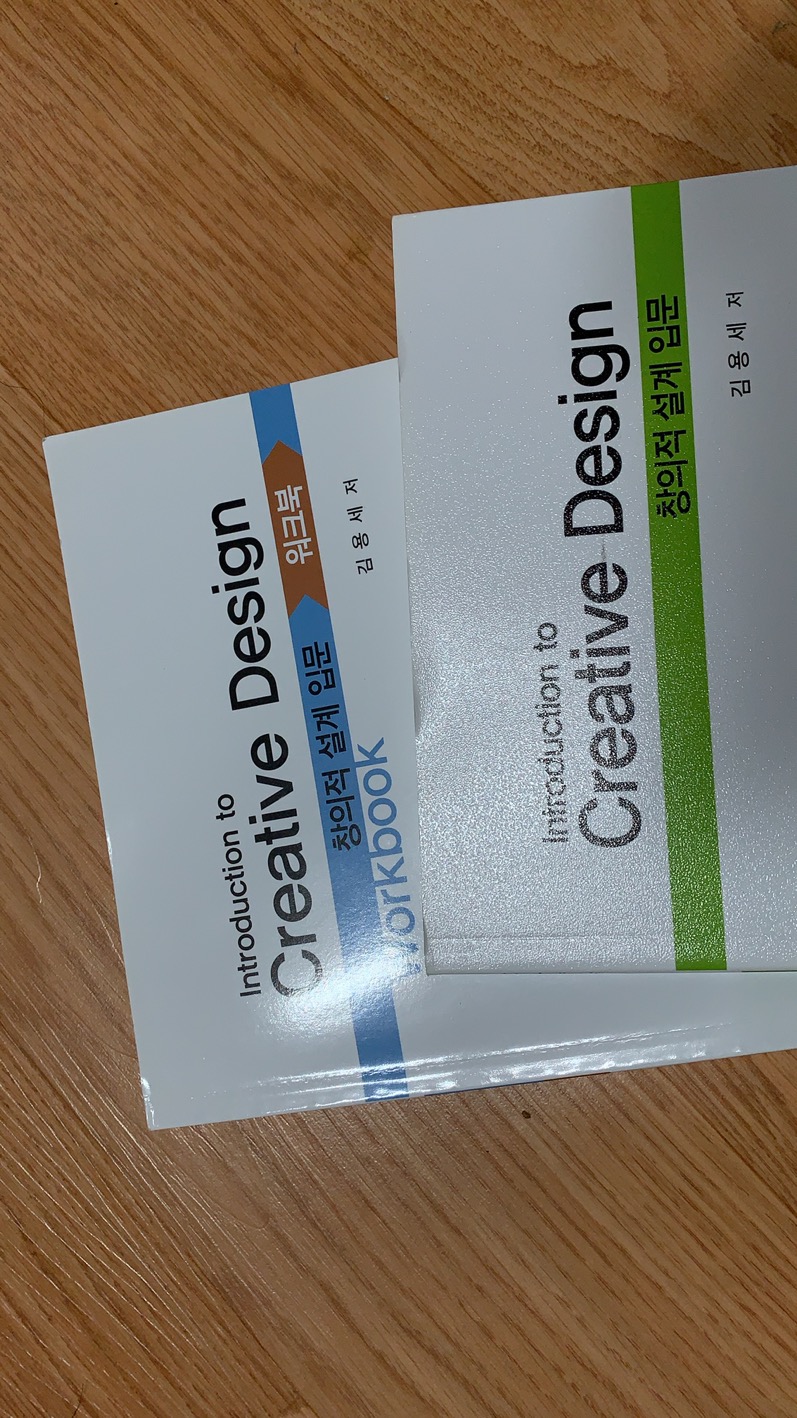 Introduction to
Creative Design
창의적 설계 입문 워크북
Workbook
김용세 저
Introduction to
Creative Design
창의적 설계 입문
김용세 저